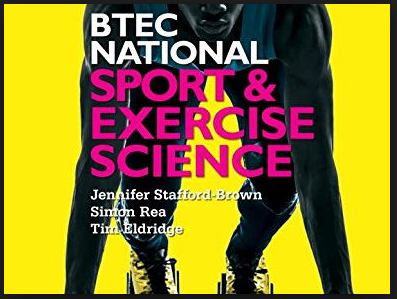 BTEC
NATIONAL
SPORT &
EXERCISE
SCIENCE
Jennifer Stafford-Brown
Simon Rea
Tim Eldridge